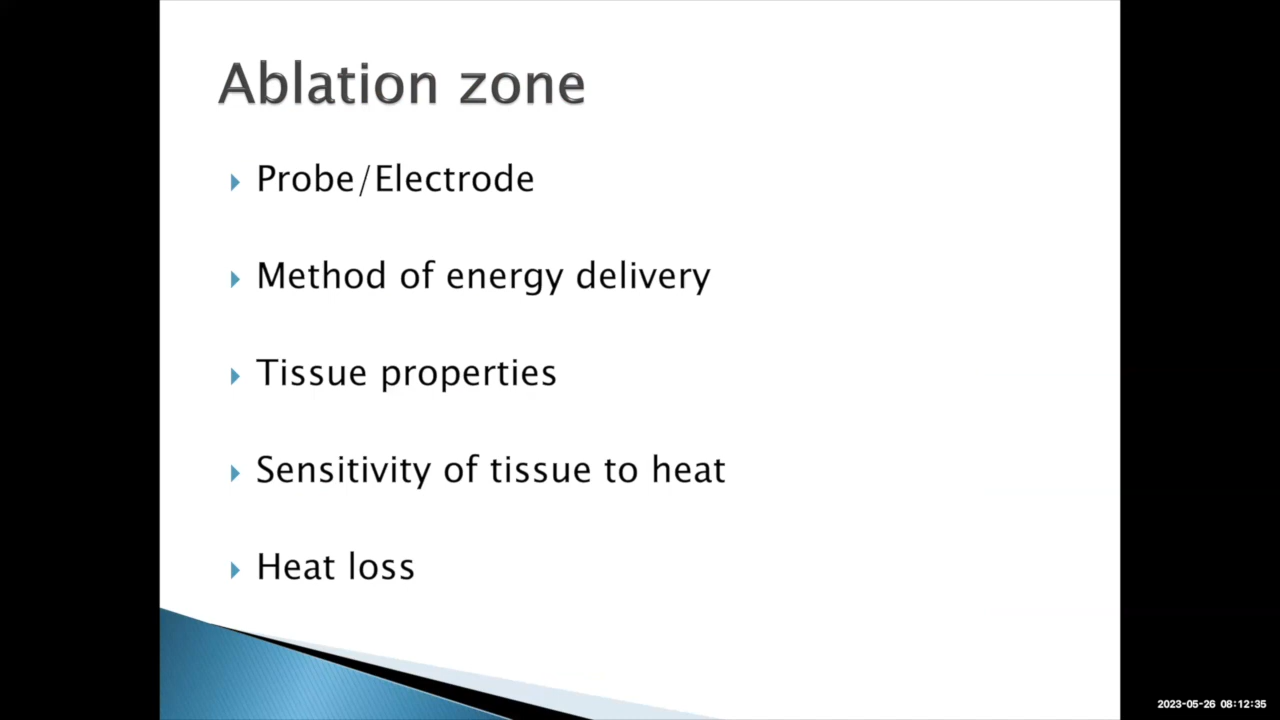 Ablation zone
Probe/Electrode
Method of energy delivery
Tissue properties
Sensitivity of tissue to heat
Heat loss
2023-05-26 08:12:35